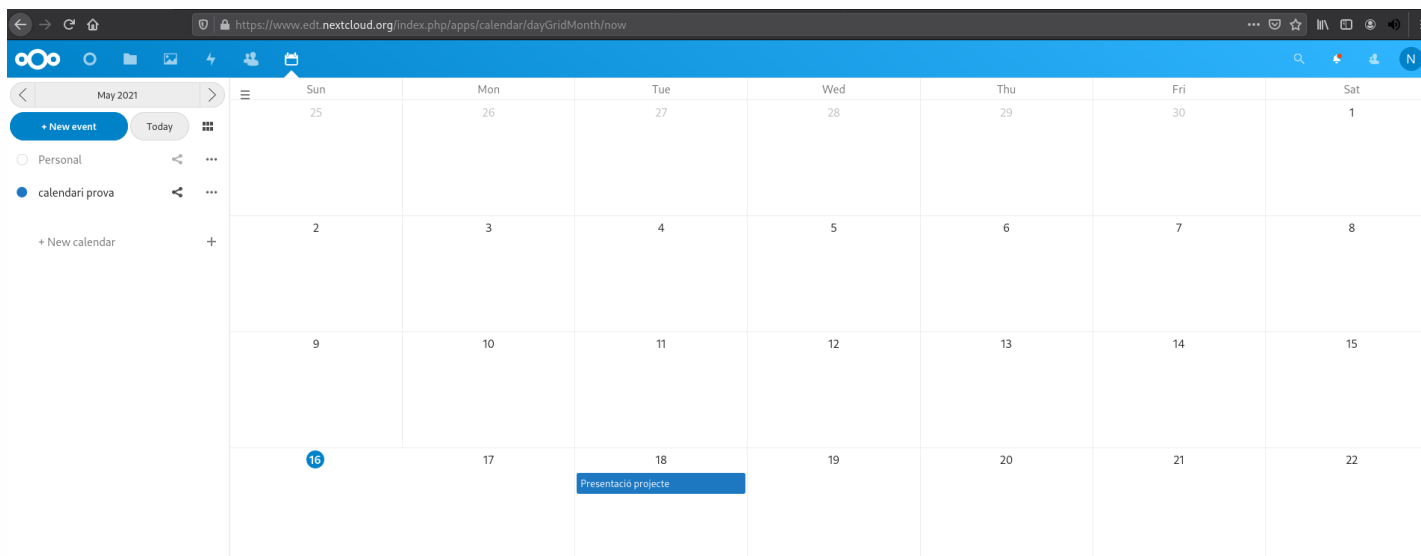 https://www.edt.nextcloud.org/index.php/apps/calendar/dayGridMonth/now
N
May 2021
+ New event
Today
Personal
calendari prova
+ New calendar
Sun Mon Tue Wed Thu Fri Sat
25 26 27 28 29 30 1
2 3 4 5 6 7 8
9 10 11 12 13 14 15
16 17 18 19 20 21 22
Presentació projecte